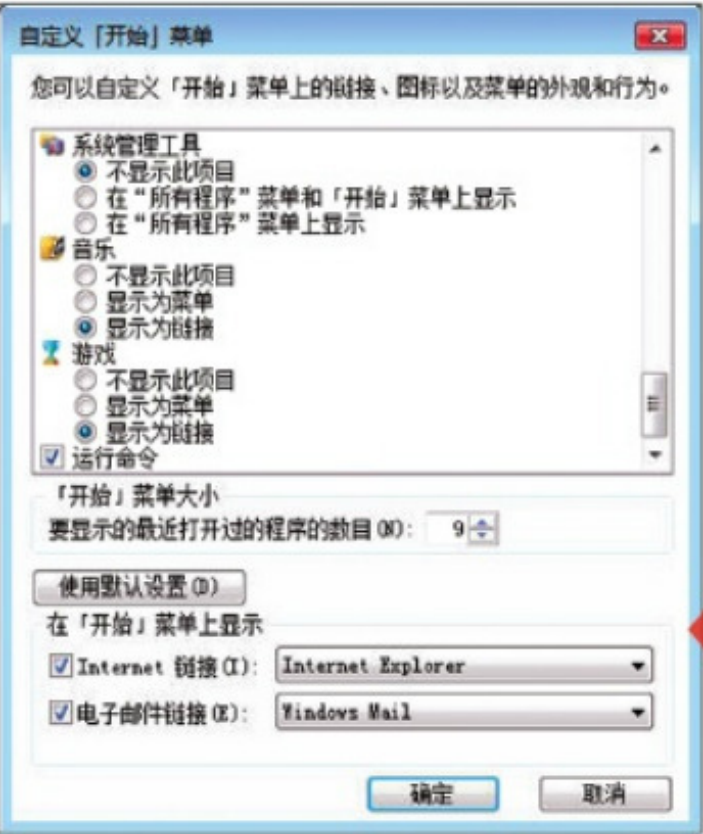 自定义「开始」菜单
您可以自定义「开始」菜单上的链接、图标以及菜单的外观和行为。
系统管理工具
不显示此项目
在“所有程序”菜单和「开始」菜单上显示
在“所有程序”菜单上显示
音乐
不显示此项目
显示为菜单
显示为链接
游戏
不显示此项目
显示为菜单
显示为链接
运行命令
「开始」菜单大小
要显示的最近打开过的程序的数目(N): 9
使用默认设置(D)
在「开始」菜单上显示
Internet 链接(I): Internet Explorer
电子邮件链接(E): Windows Mail
确定 取消